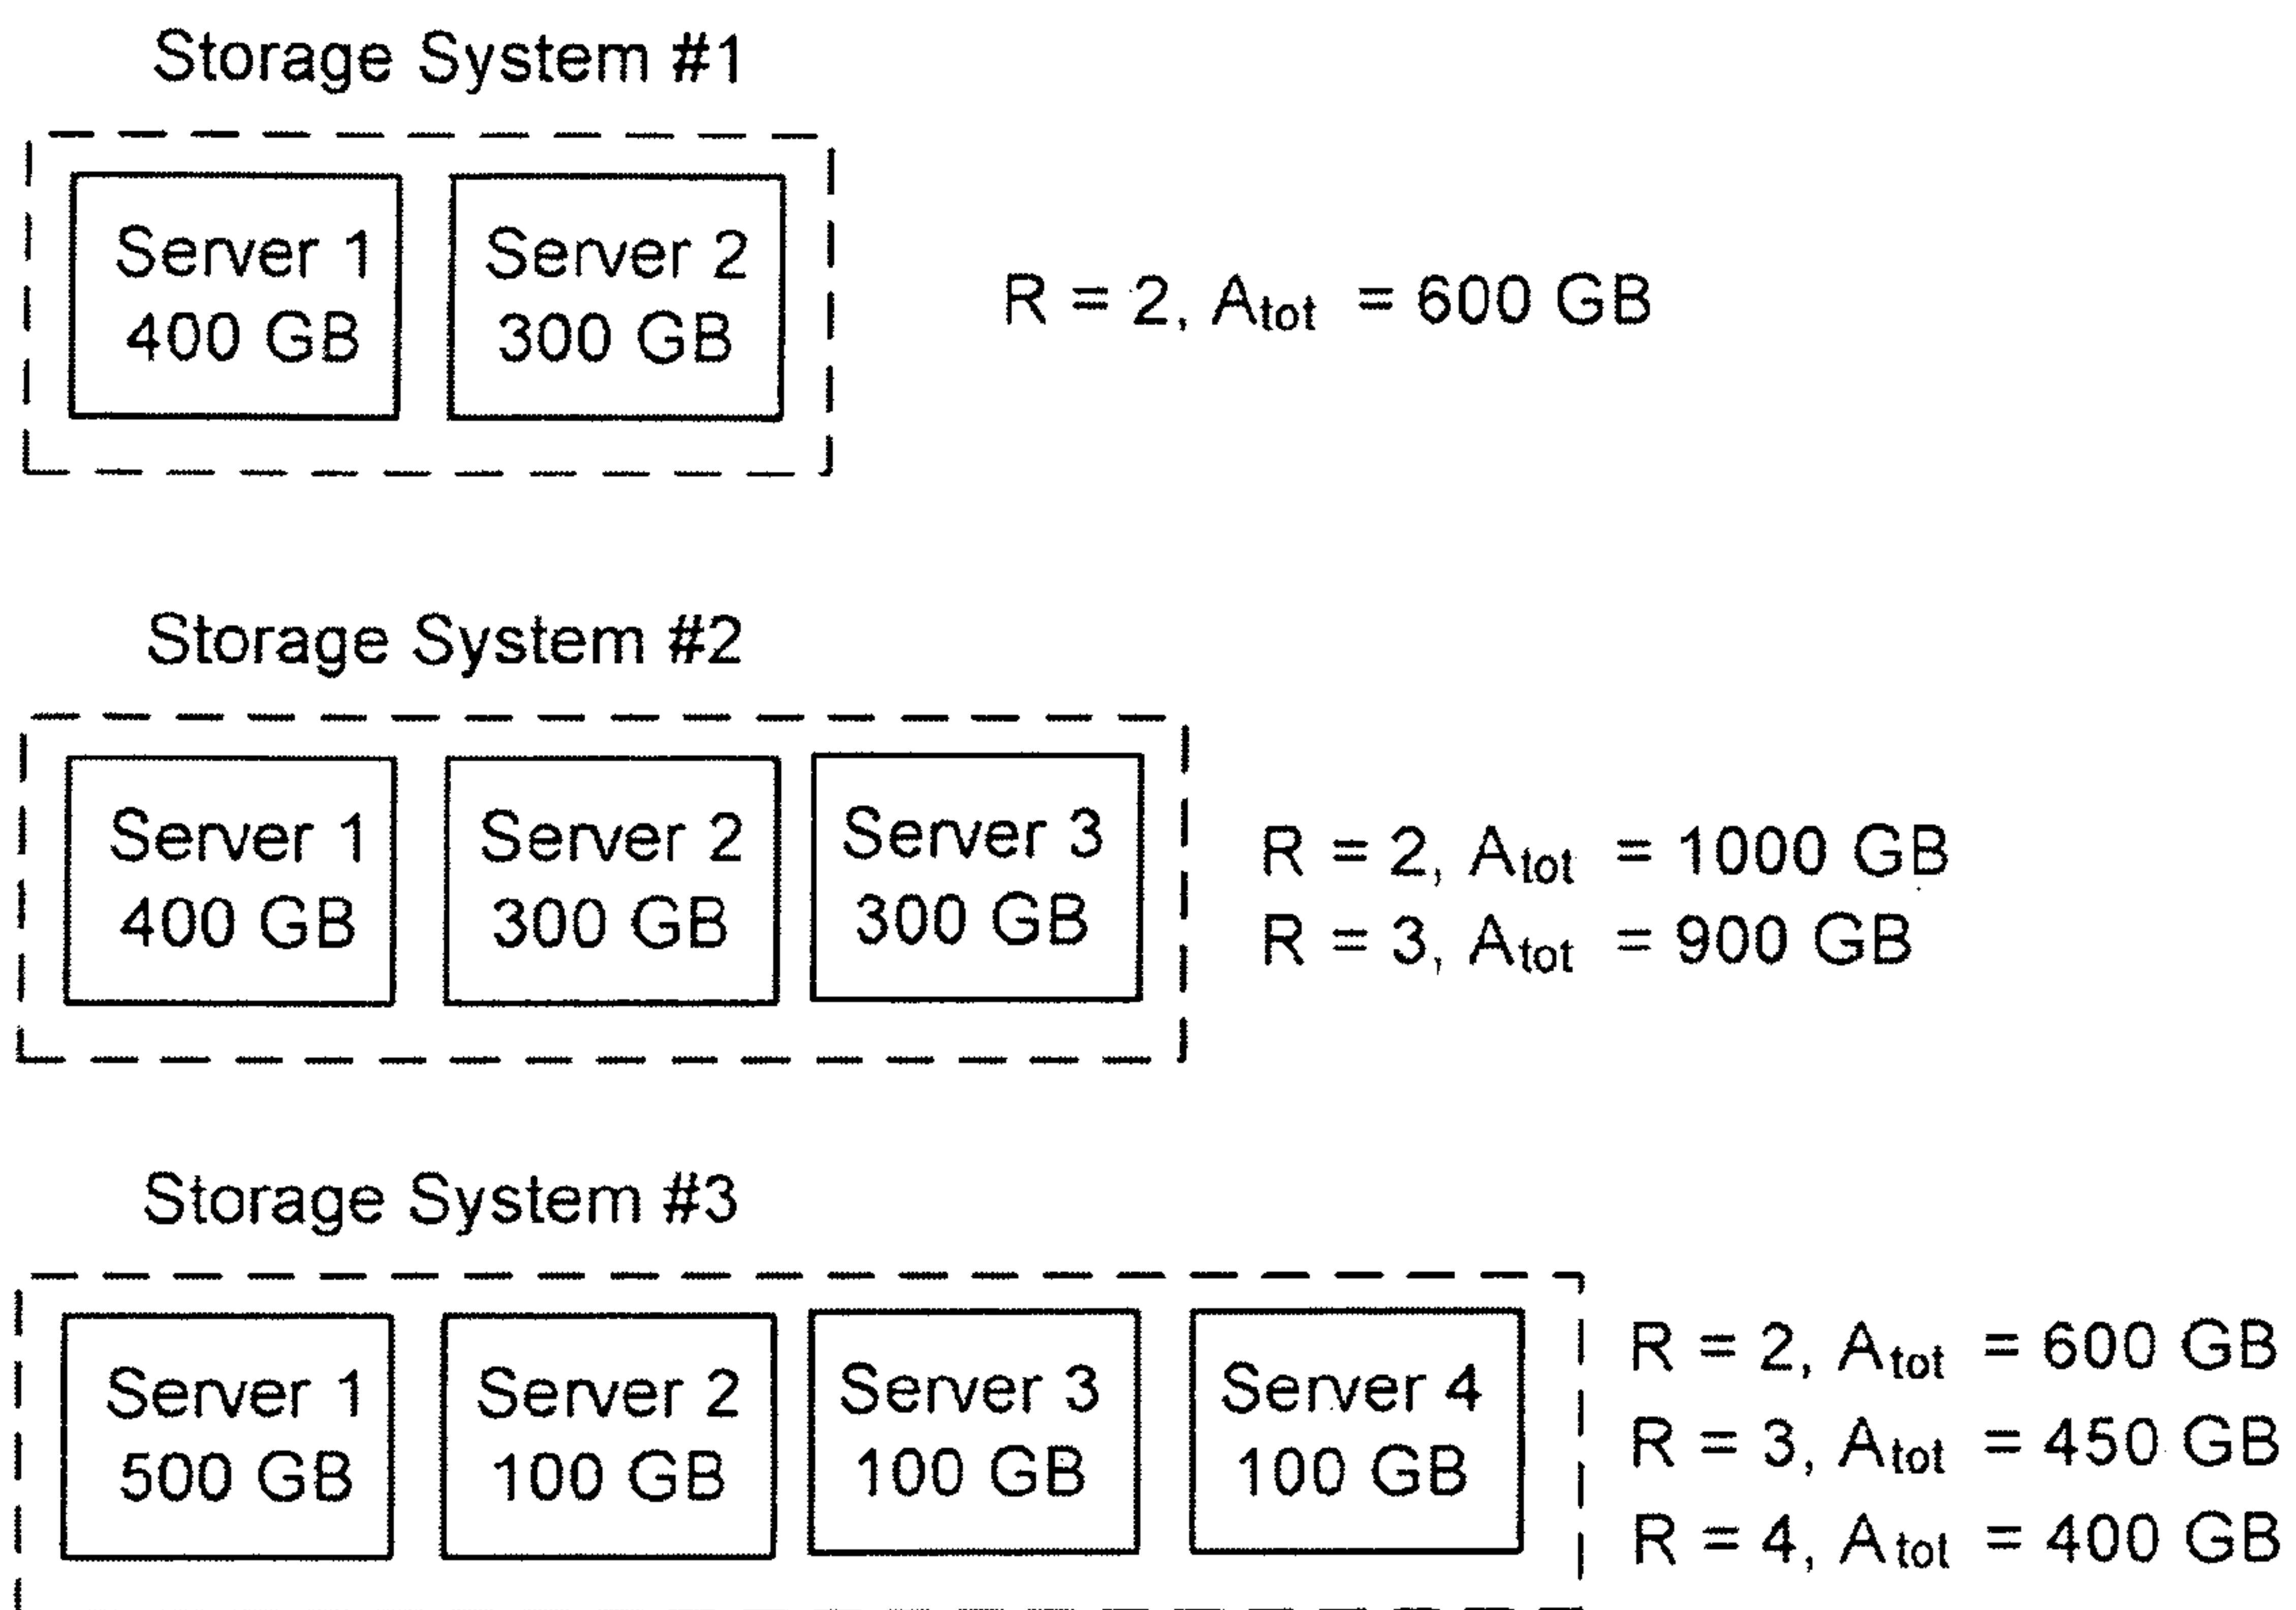 Storage System #1
Server 1
400 GB
Server 2
300 GB
R = 2, Atot = 600 GB
Storage System #2
Server 1
400 GB
Server 2
300 GB
Server 3
300 GB
R = 2, Atot = 1000 GB
R = 3, Atot = 900 GB
Storage System #3
Server 1
500 GB
Server 2
100 GB
Server 3
100 GB
Server 4
100 GB
R = 2, Atot = 600 GB
R = 3, Atot = 450 GB
R = 4, Atot = 400 GB